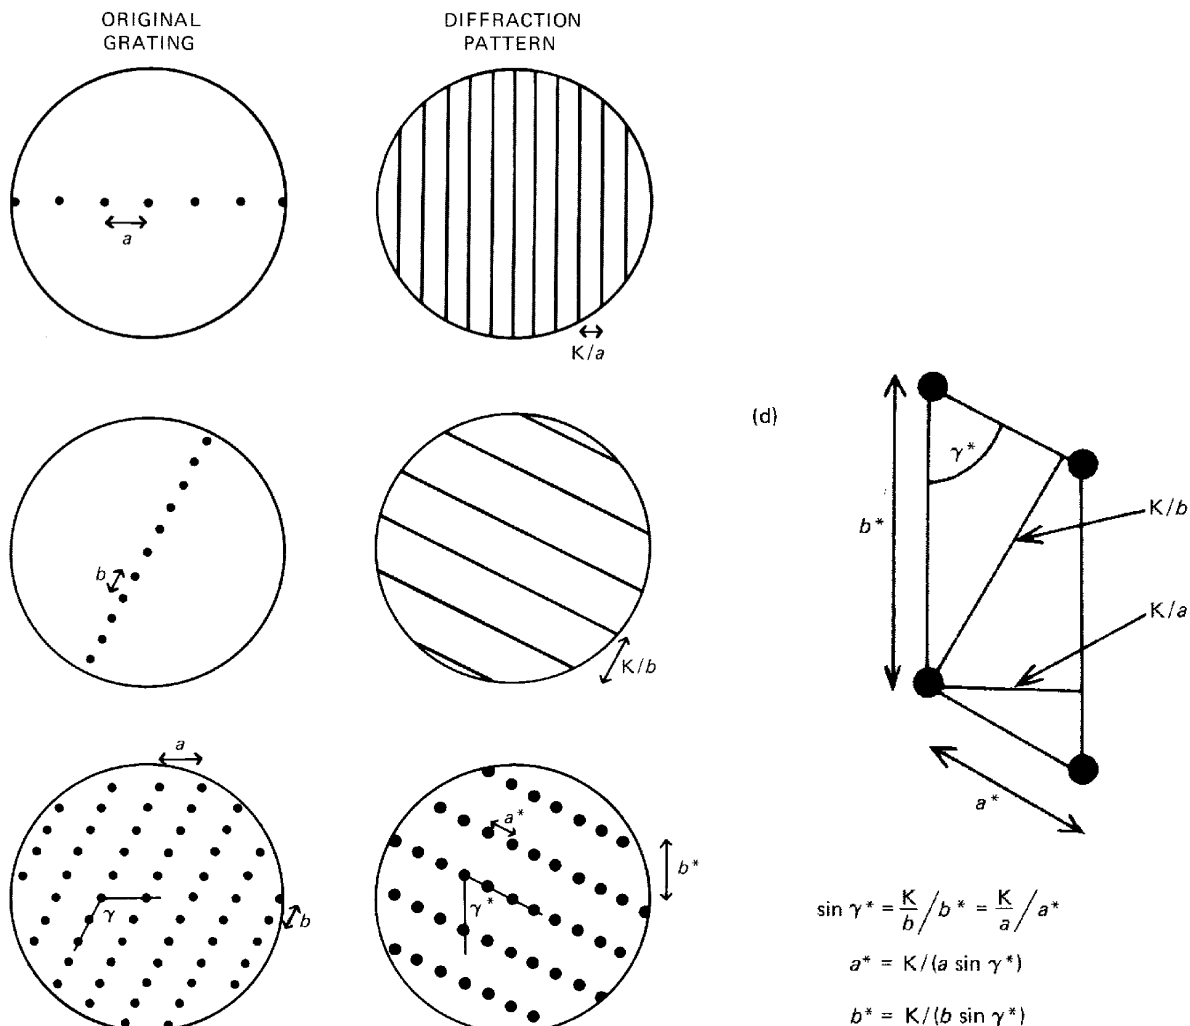 ORIGINAL
GRATING
DIFFRACTION
PATTERN
a
K/a
b
K/b
a
γ
b
a*
b*
γ*
(d)
γ*
b*
K/b
K/a
a*
sin γ* = K/b / b* = K/a / a*
a* = K/(a sin γ*)
b* = K/(b sin γ*)